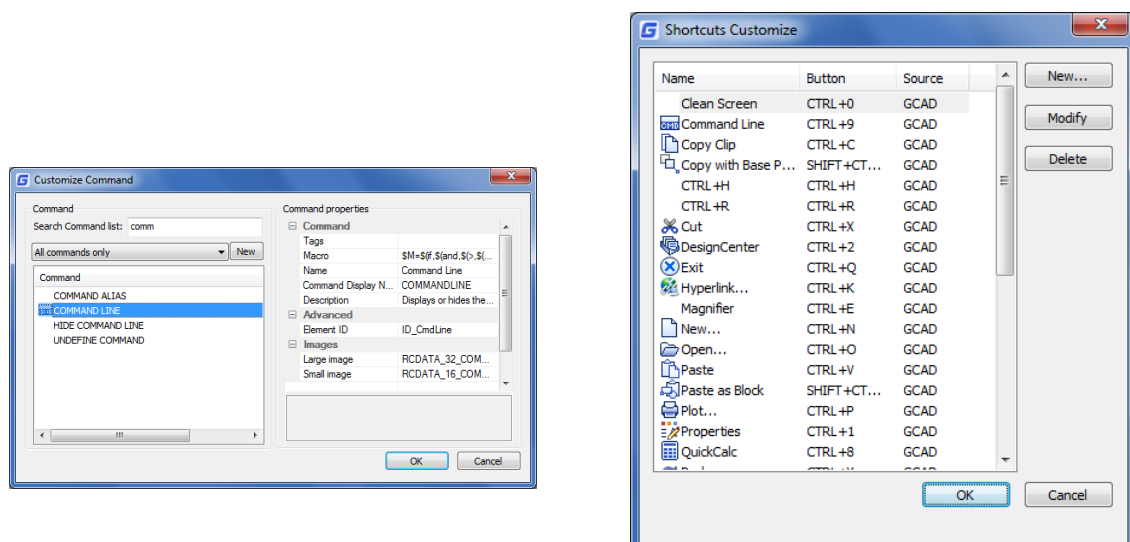 Customize Command
Command
Search Command list: comm
All commands only New
Command
COMMAND ALIAS
COMMAND LINE
HIDE COMMAND LINE
UNDEFINE COMMAND
Command properties
Command
Tags
Macro $M=$(if,$(and,$(>,$(...
Name Command Line
Command Display N... COMMANDLINE
Description Displays or hides the...
Advanced
Element ID ID_CmdLine
Images
Large image RCDATA_32_COM...
Small image RCDATA_16_COM...
OK Cancel
Shortcuts Customize
Name Button Source
Clean Screen CTRL+0 GCAD
Command Line CTRL+9 GCAD
Copy Clip CTRL+C GCAD
Copy with Base P... SHIFT+CT... GCAD
CTRL+H CTRL+H GCAD
CTRL+R CTRL+R GCAD
Cut CTRL+X GCAD
DesignCenter CTRL+2 GCAD
Exit CTRL+Q GCAD
Hyperlink... CTRL+K GCAD
Magnifier CTRL+E GCAD
New... CTRL+N GCAD
Open... CTRL+O GCAD
Paste CTRL+V GCAD
Paste as Block SHIFT+CT... GCAD
Plot... CTRL+P GCAD
Properties CTRL+1 GCAD
QuickCalc CTRL+8 GCAD
New...
Modify
Delete
OK Cancel